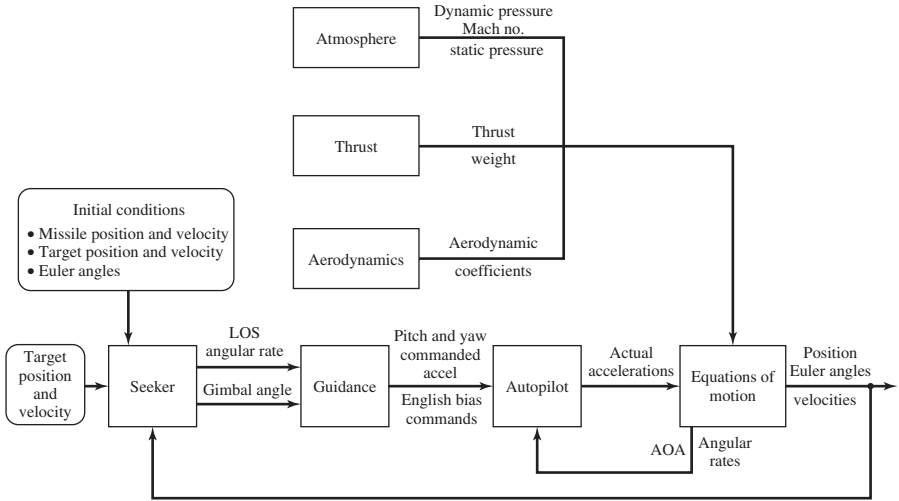 Dynamic pressure
Mach no.
static pressure
Atmosphere
Thrust
Thrust
weight
Initial conditions
• Missile position and velocity
• Target position and velocity
• Euler angles
Aerodynamics
Aerodynamic
coefficients
Target
position
and
velocity
Seeker
LOS
angular rate
Gimbal angle
Guidance
Pitch and yaw
commanded
accel
English bias
commands
Autopilot
Actual
accelerations
Equations of
motion
Position
Euler angles
velocities
AOA
Angular
rates